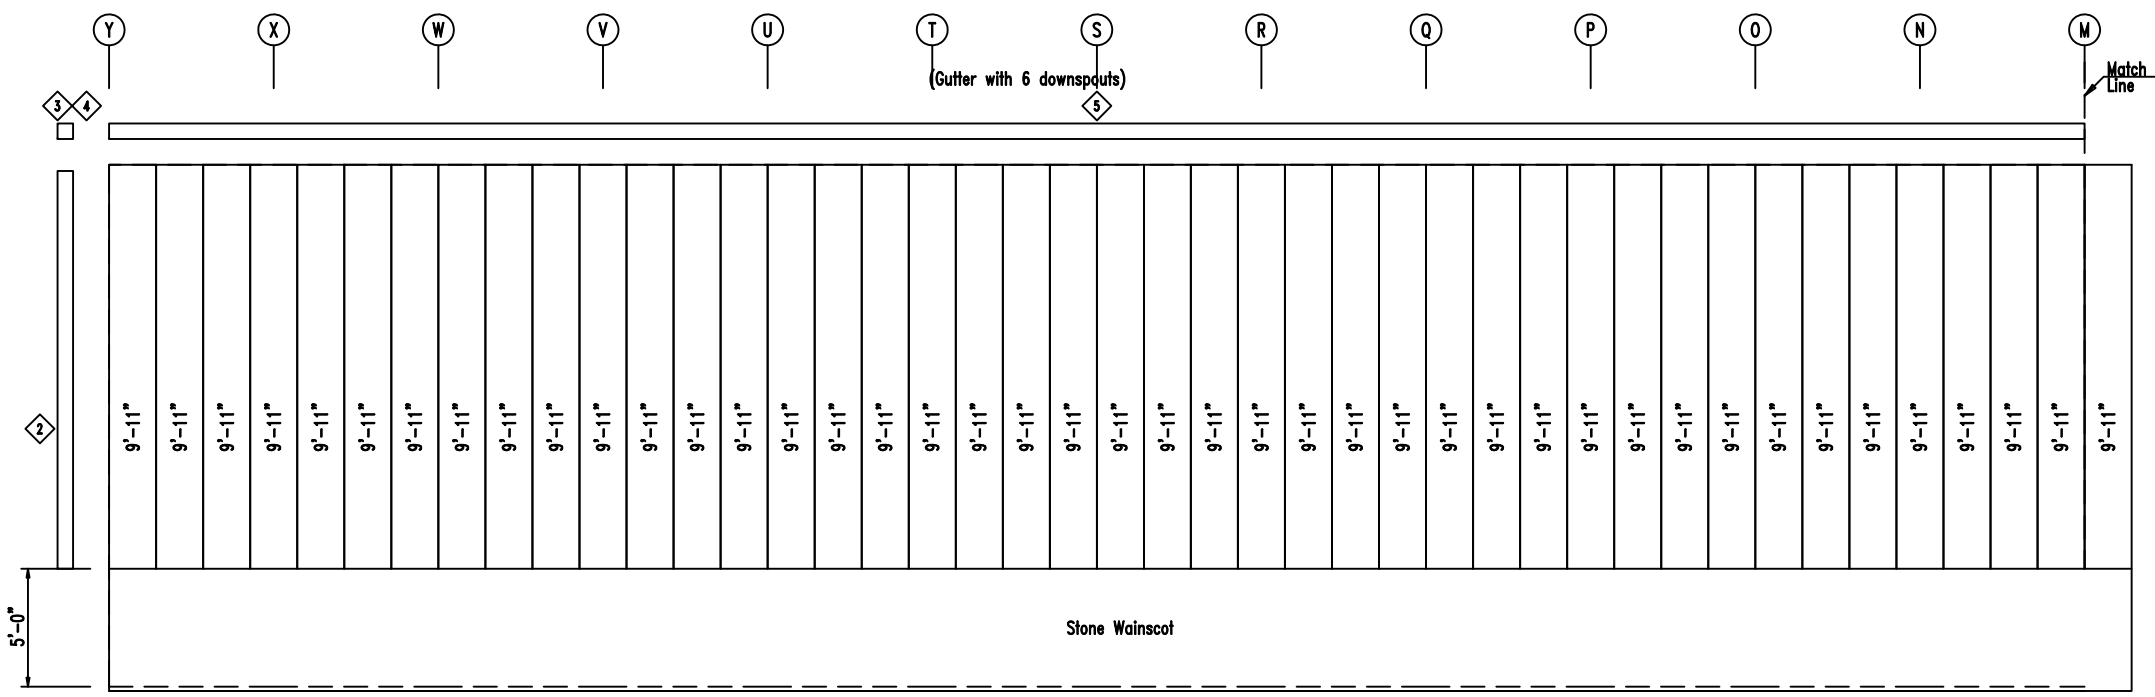 Y X W V U T S R Q P O N M
(Gutter with 6 downspouts)
Match
Line
3 4 5
9'-11" 9'-11" 9'-11" 9'-11" 9'-11" 9'-11" 9'-11" 9'-11" 9'-11" 9'-11" 9'-11" 9'-11" 9'-11" 9'-11" 9'-11" 9'-11" 9'-11" 9'-11" 9'-11" 9'-11" 9'-11" 9'-11" 9'-11" 9'-11" 9'-11" 9'-11" 9'-11" 9'-11" 9'-11" 9'-11" 9'-11" 9'-11" 9'-11" 9'-11" 9'-11" 9'-11" 9'-11" 9'-11" 9'-11" 9'-11" 9'-11" 9'-11" 9'-11"
2
5'-0"
Stone Wainscot